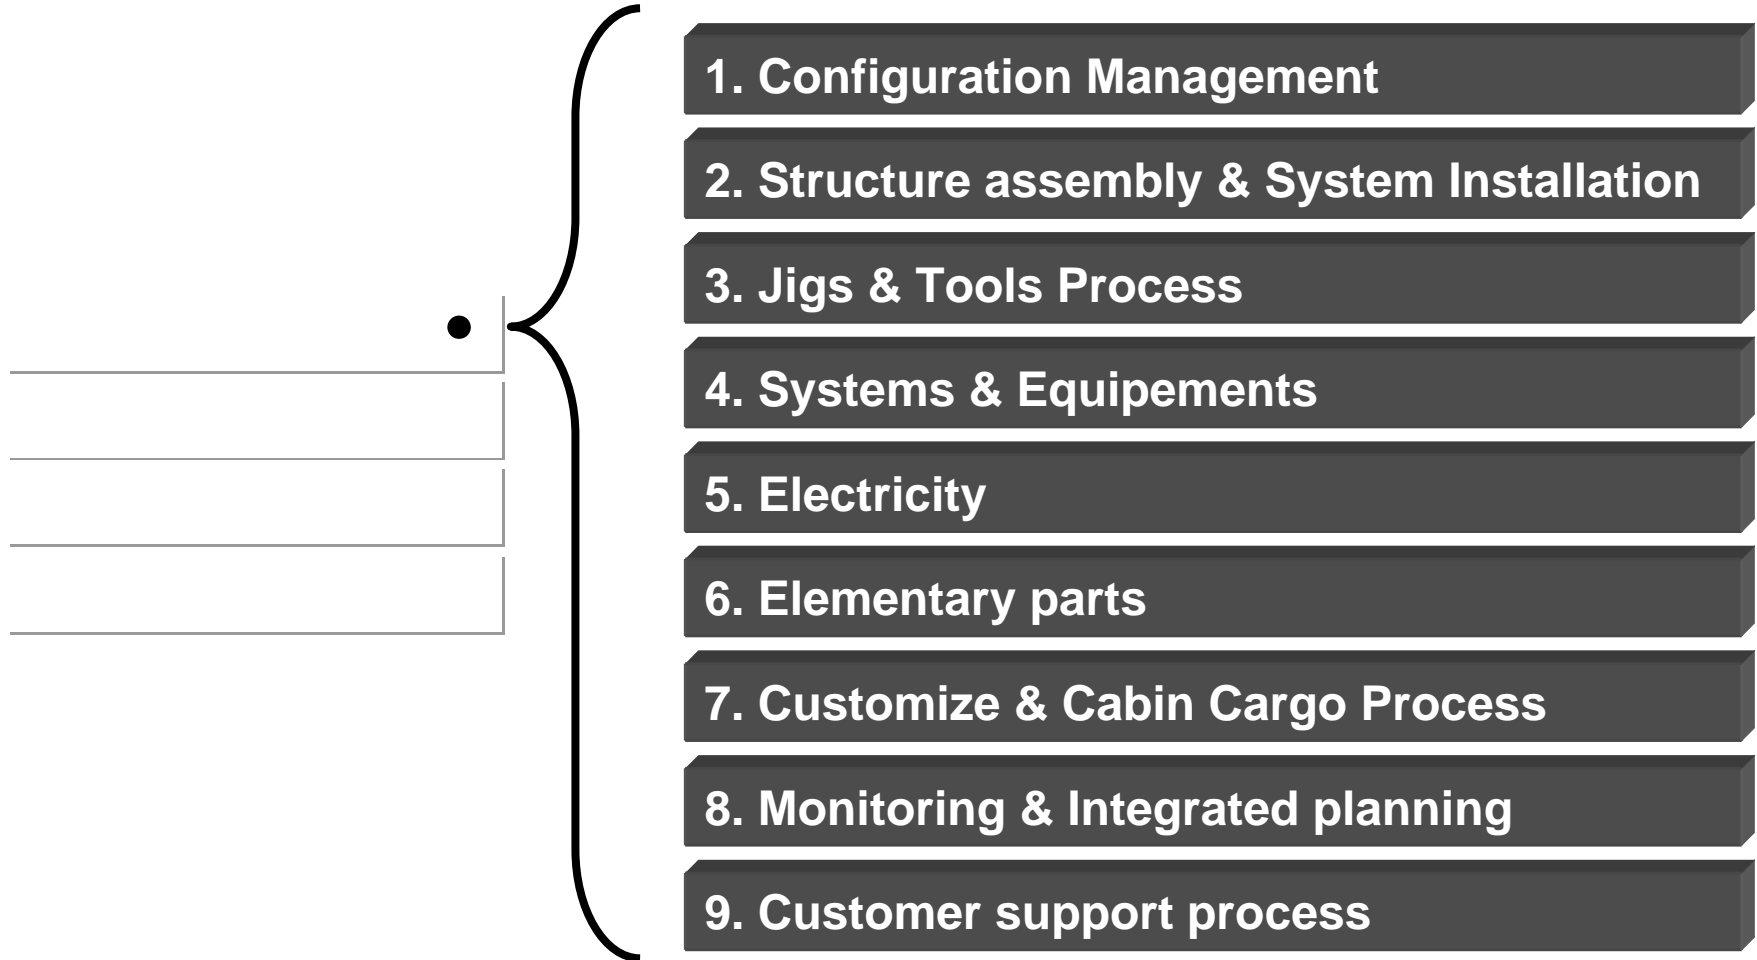 1. Configuration Management
2. Structure assembly & System Installation
3. Jigs & Tools Process
4. Systems & Equipements
5. Electricity
6. Elementary parts
7. Customize & Cabin Cargo Process
8. Monitoring & Integrated planning
9. Customer support process